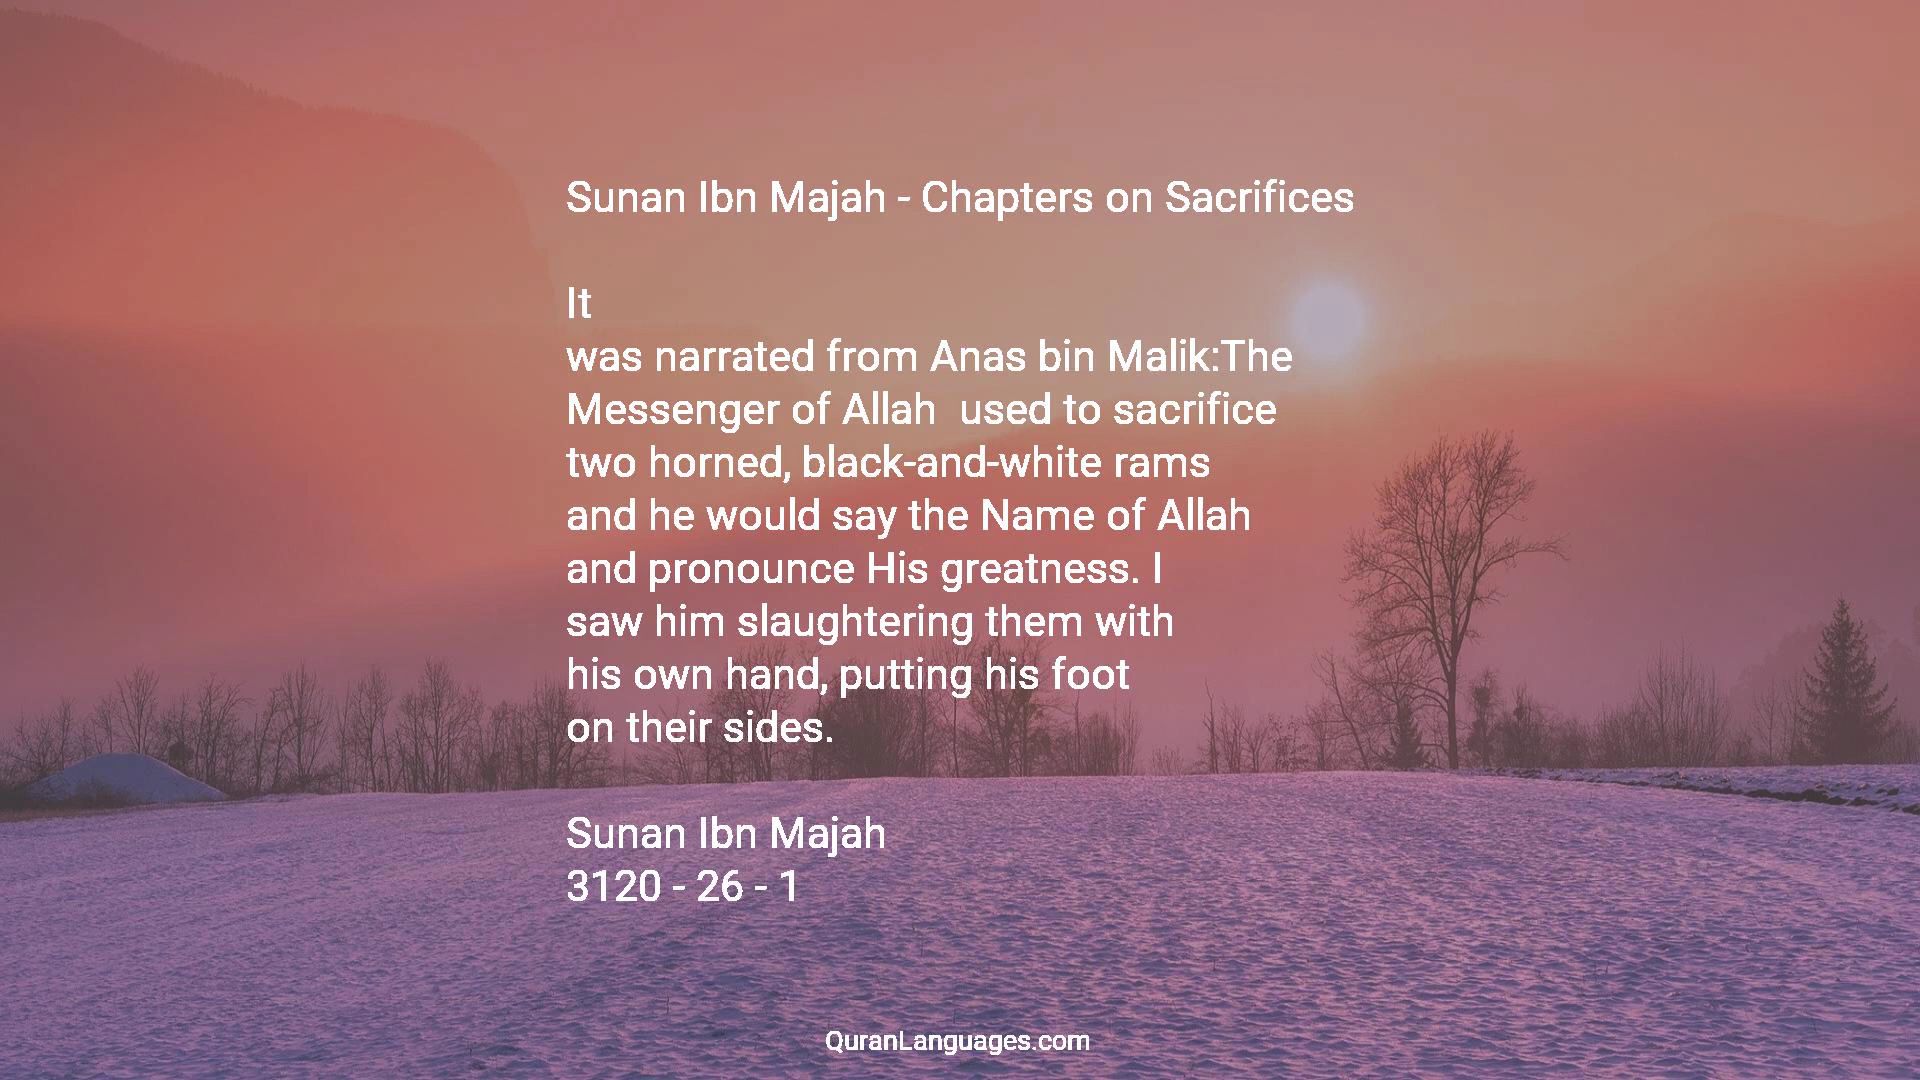 Sunan Ibn Majah - Chapters on Sacrifices
It
was narrated from Anas bin Malik:The
Messenger of Allah  used to sacrifice
two horned, black-and-white rams
and he would say the Name of Allah
and pronounce His greatness. I
saw him slaughtering them with
his own hand, putting his foot
on their sides.
Sunan Ibn Majah
3120 - 26 - 1
QuranLanguages.com